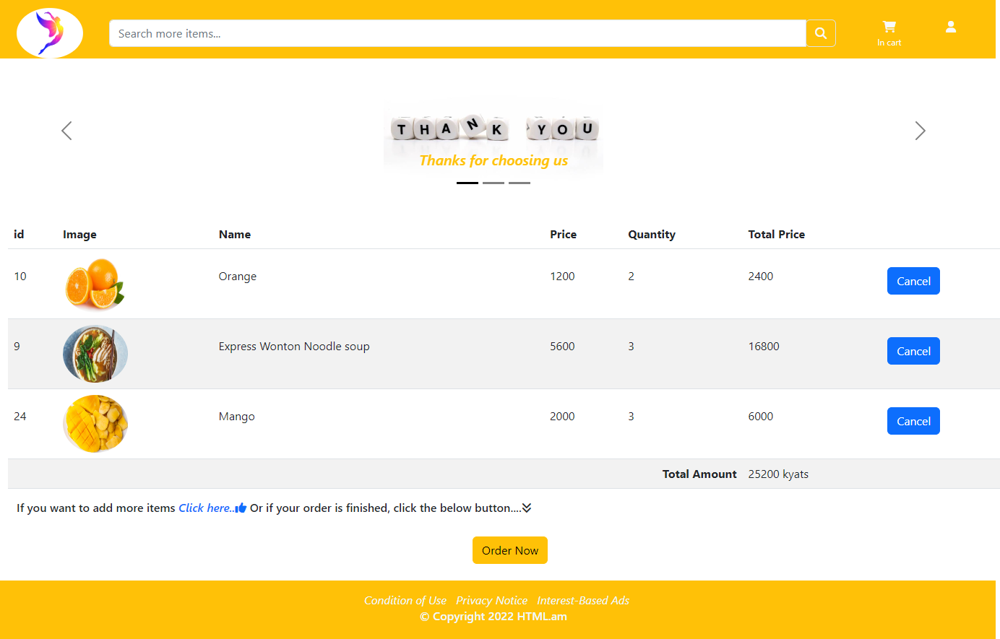 Search more items...
In cart
THANK YOU
Thanks for choosing us
id Image Name Price Quantity Total Price
10 Orange 1200 2 2400 Cancel
9 Express Wonton Noodle soup 5600 3 16800 Cancel
24 Mango 2000 3 6000 Cancel
Total Amount 25200 kyats
If you want to add more items Click here.. Or if your order is finished, click the below button....
Order Now
Condition of Use Privacy Notice Interest-Based Ads
© Copyright 2022 HTML.am